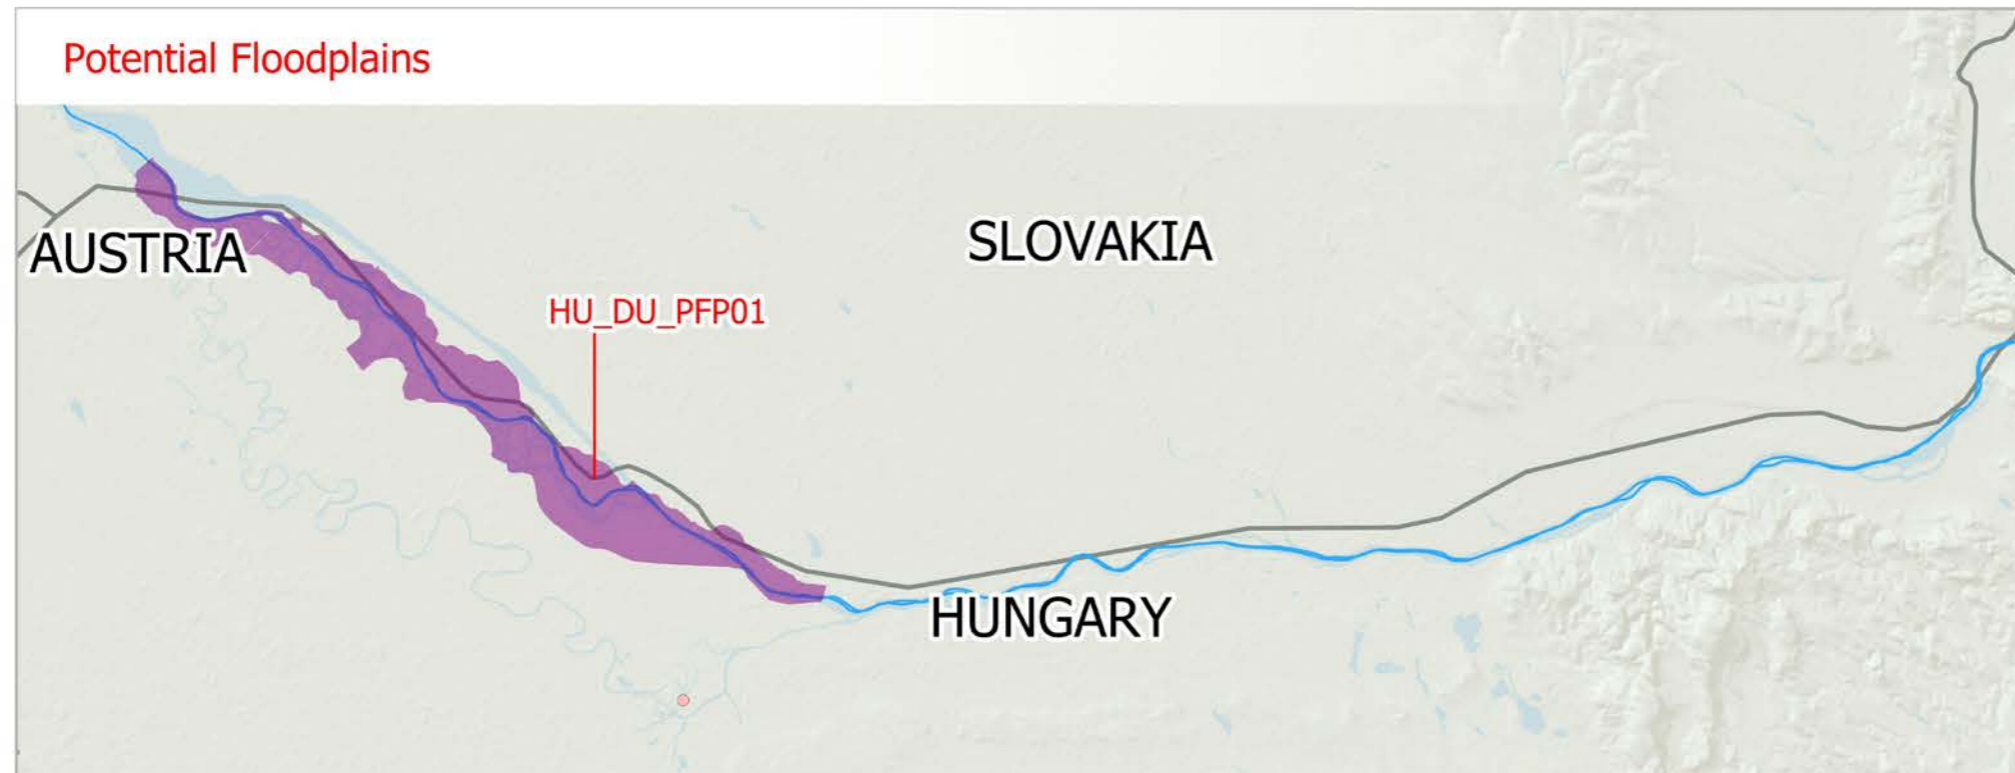 Potential Floodplains
SLOVAKIA
AUSTRIA
HU_DU_PFP01
HUNGARY